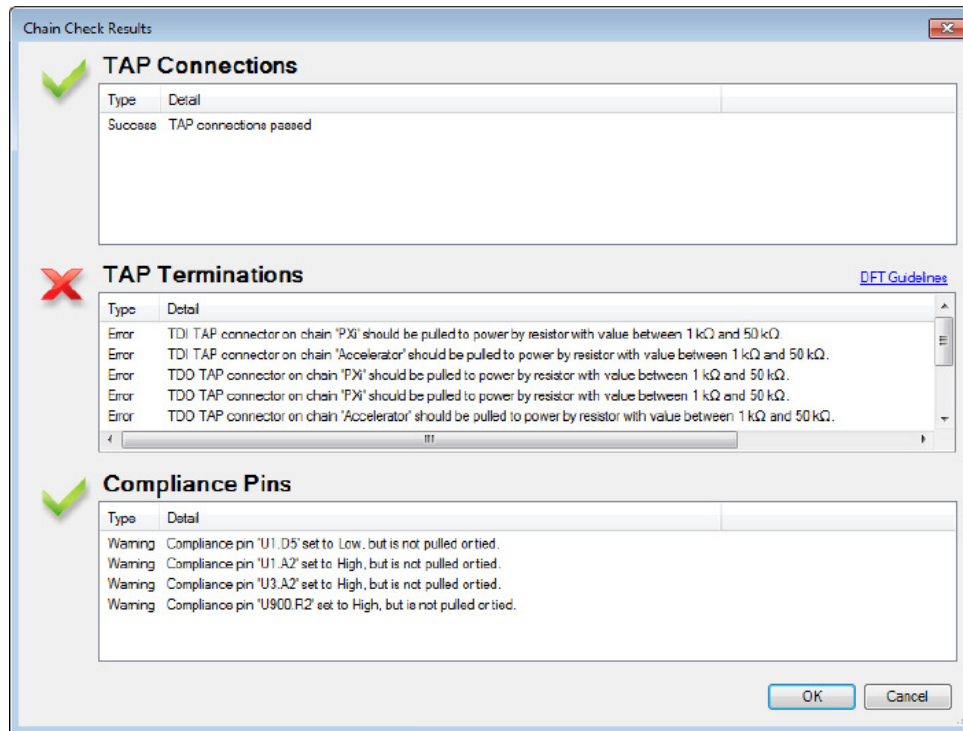 Chain Check Results
TAP Connections
Type Detail
Success TAP connections passed
TAP Terminations
DFT Guidelines
Type Detail
Error TDI TAP connector on chain 'PXi' should be pulled to power by resistor with value between 1 kΩ and 50 kΩ.
Error TDI TAP connector on chain 'Accelerator' should be pulled to power by resistor with value between 1 kΩ and 50 kΩ.
Error TDO TAP connector on chain 'PXi' should be pulled to power by resistor with value between 1 kΩ and 50 kΩ.
Error TDO TAP connector on chain 'PXi' should be pulled to power by resistor with value between 1 kΩ and 50 kΩ.
Error TDO TAP connector on chain 'Accelerator' should be pulled to power by resistor with value between 1 kΩ and 50 kΩ.
Compliance Pins
Type Detail
Warning Compliance pin 'U1.D5' set to Low, but is not pulled or tied.
Warning Compliance pin 'U1.A2' set to High, but is not pulled or tied.
Warning Compliance pin 'U3.A2' set to High, but is not pulled or tied.
Warning Compliance pin 'U900.R2' set to High, but is not pulled or tied.
OK Cancel